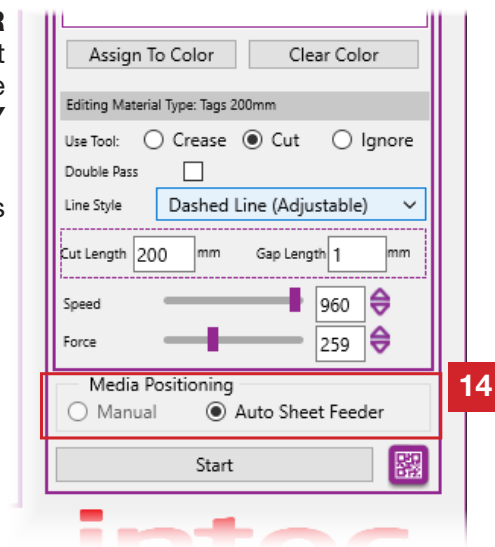 R
t
Assign To Color Clear Color
e
Y
Editing Material Type: Tags 200mm
Use Tool: Crease Cut Ignore
Double Pass
s
Line Style Dashed Line (Adjustable)
Cut Length 200 mm Gap Length 1 mm
Speed 960
Force 259
Media Positioning
14
Manual Auto Sheet Feeder
Start
intec